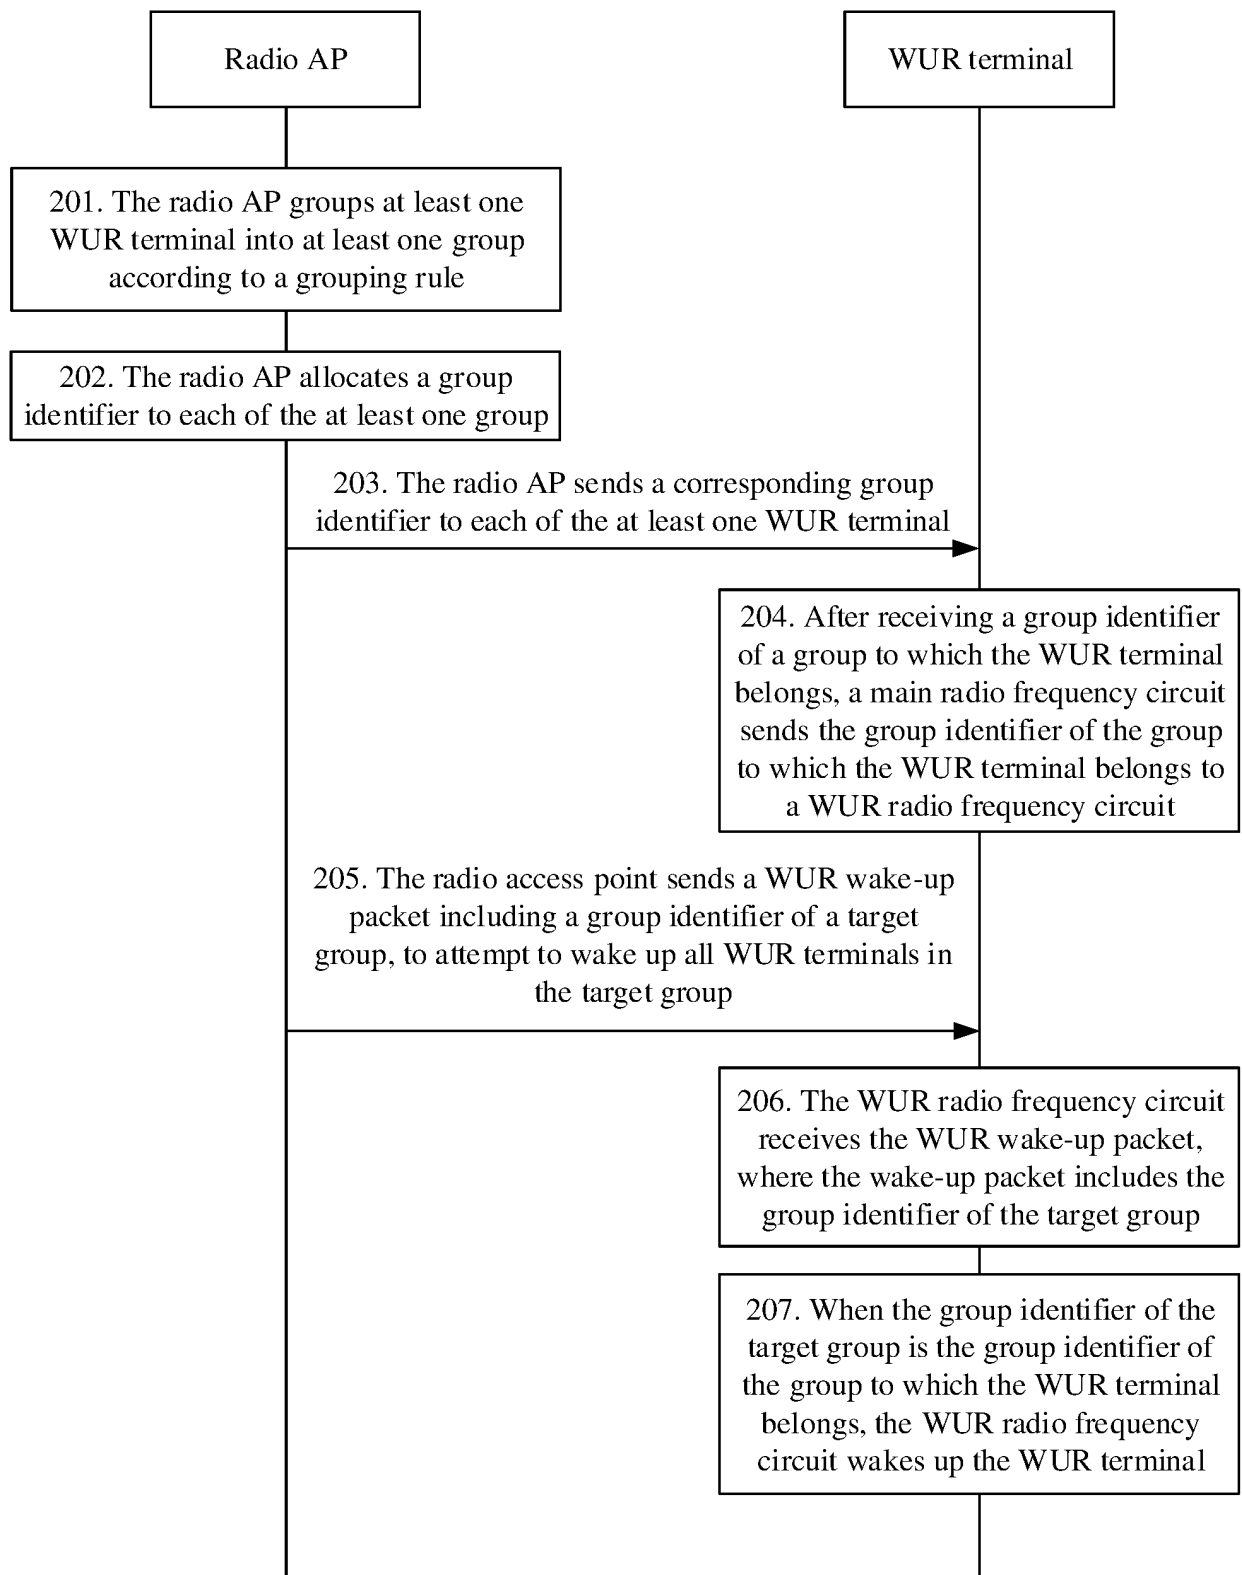 Radio AP
WUR terminal
201. The radio AP groups at least one
WUR terminal into at least one group
according to a grouping rule
202. The radio AP allocates a group
identifier to each of the at least one group
203. The radio AP sends a corresponding group
identifier to each of the at least one WUR terminal
204. After receiving a group identifier
of a group to which the WUR terminal
belongs, a main radio frequency circuit
sends the group identifier of the group
to which the WUR terminal belongs to
a WUR radio frequency circuit
205. The radio access point sends a WUR wake-up
packet including a group identifier of a target
group, to attempt to wake up all WUR terminals in
the target group
206. The WUR radio frequency circuit
receives the WUR wake-up packet,
where the wake-up packet includes the
group identifier of the target group
207. When the group identifier of the
target group is the group identifier of
the group to which the WUR terminal
belongs, the WUR radio frequency
circuit wakes up the WUR terminal